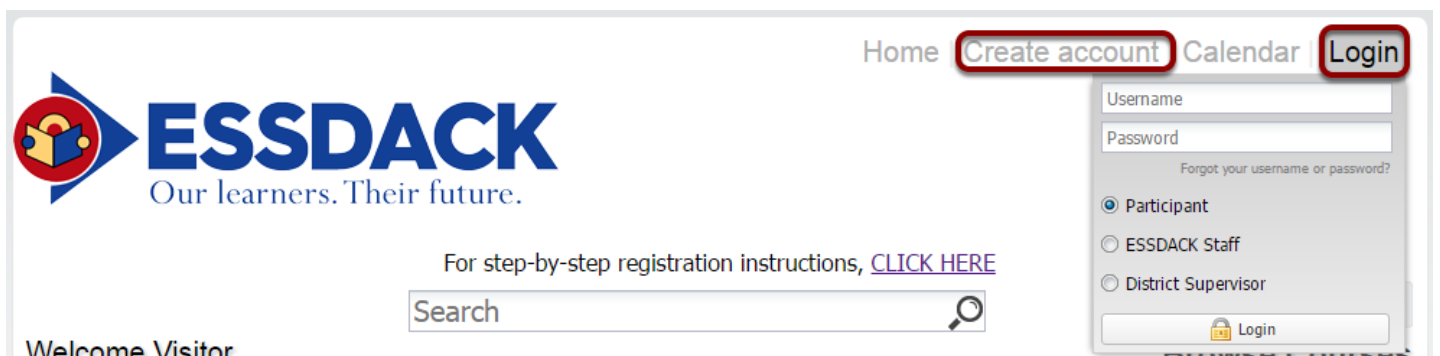 Home Create account Calendar Login
Username
Password
Forgot your username or password?
Participant
ESSDACK Staff
District Supervisor
Login
ESSDACK
Our learners. Their future.
For step-by-step registration instructions, CLICK HERE
Search
Welcome Visitor